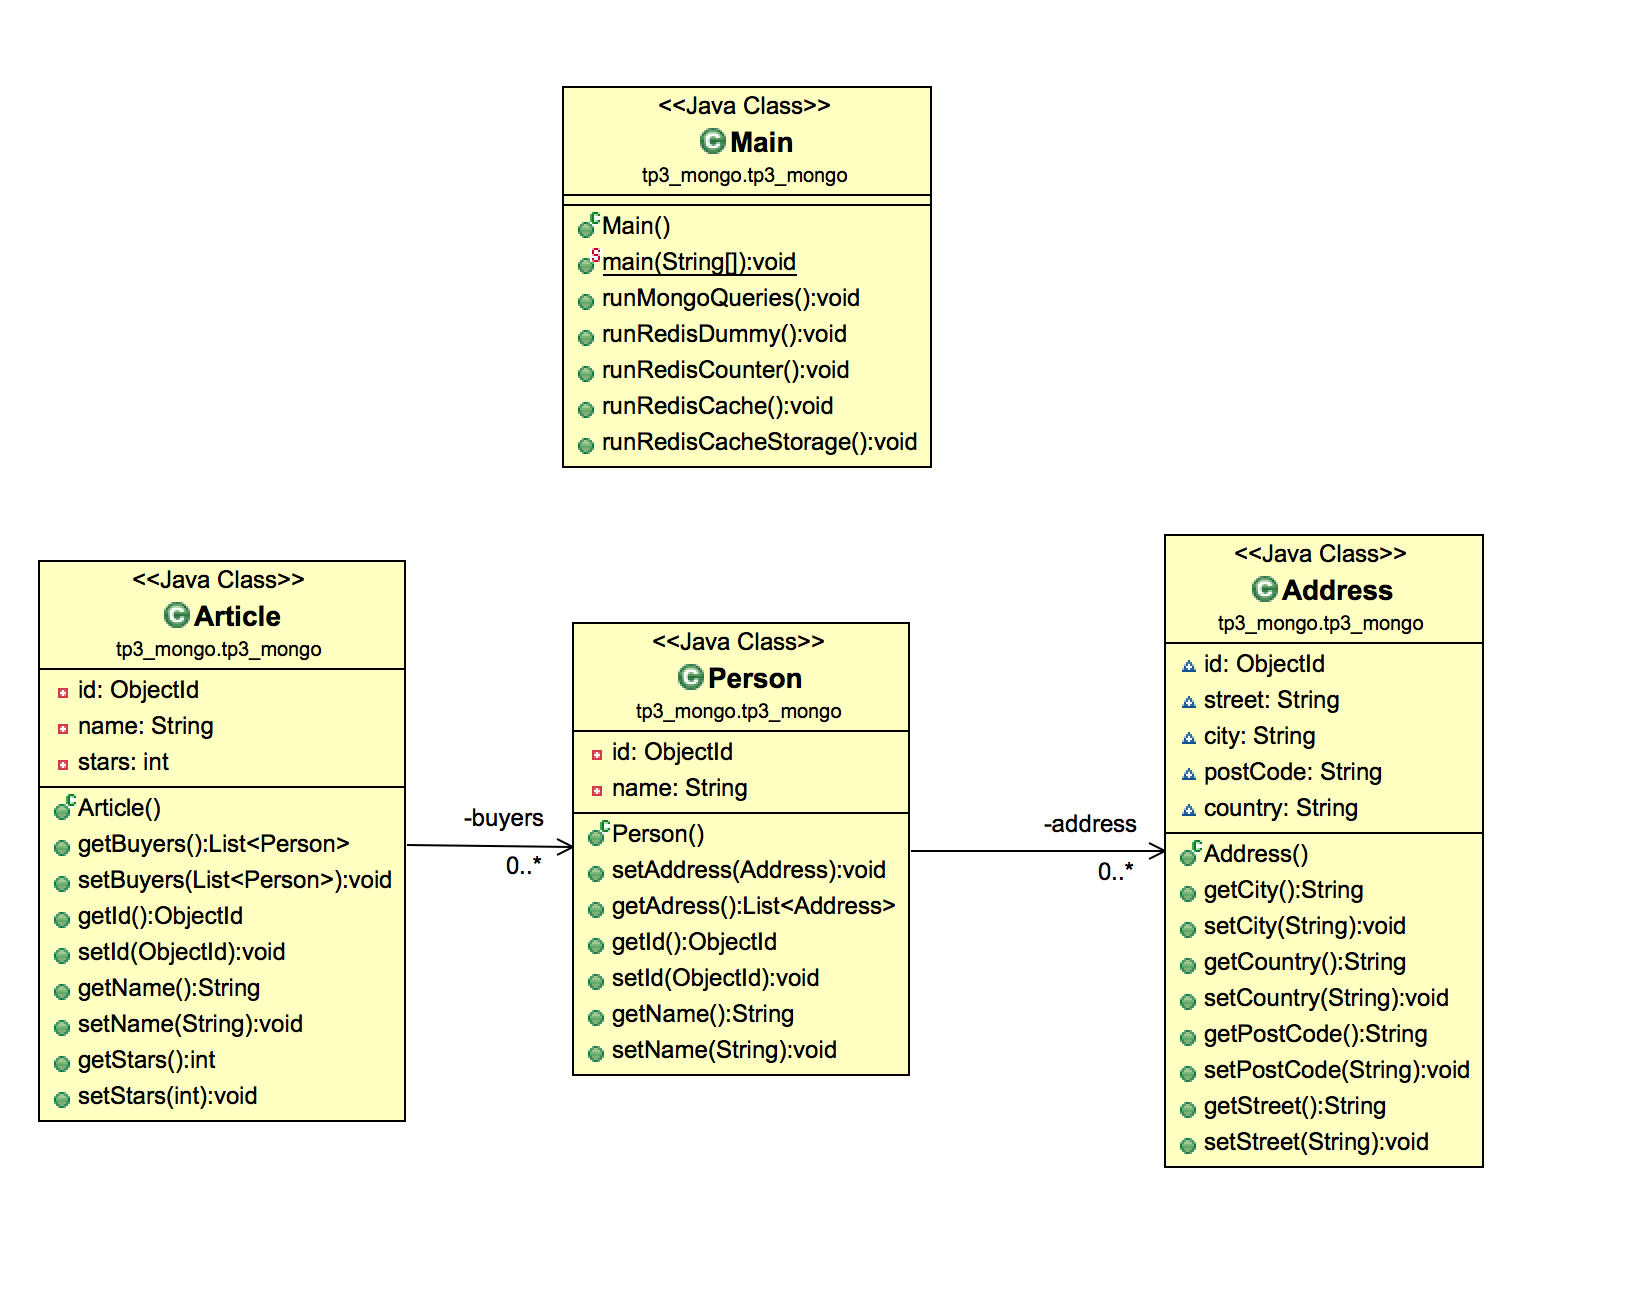 <<Java Class>>
Main
tp3_mongo.tp3_mongo
Main()
main(String[]):void
runMongoQueries():void
runRedisDummy():void
runRedisCounter():void
runRedisCache():void
runRedisCacheStorage():void
<<Java Class>>
Article
tp3_mongo.tp3_mongo
id: ObjectId
name: String
stars: int
Article()
getBuyers():List<Person>
setBuyers(List<Person>):void
getId():ObjectId
setId(ObjectId):void
getName():String
setName(String):void
getStars():int
setStars(int):void
-buyers
0..*
<<Java Class>>
Person
tp3_mongo.tp3_mongo
id: ObjectId
name: String
Person()
setAddress(Address):void
getAdress():List<Address>
getId():ObjectId
setId(ObjectId):void
getName():String
setName(String):void
-address
0..*
<<Java Class>>
Address
tp3_mongo.tp3_mongo
id: ObjectId
street: String
city: String
postCode: String
country: String
Address()
getCity():String
setCity(String):void
getCountry():String
setCountry(String):void
getPostCode():String
setPostCode(String):void
getStreet():String
setStreet(String):void